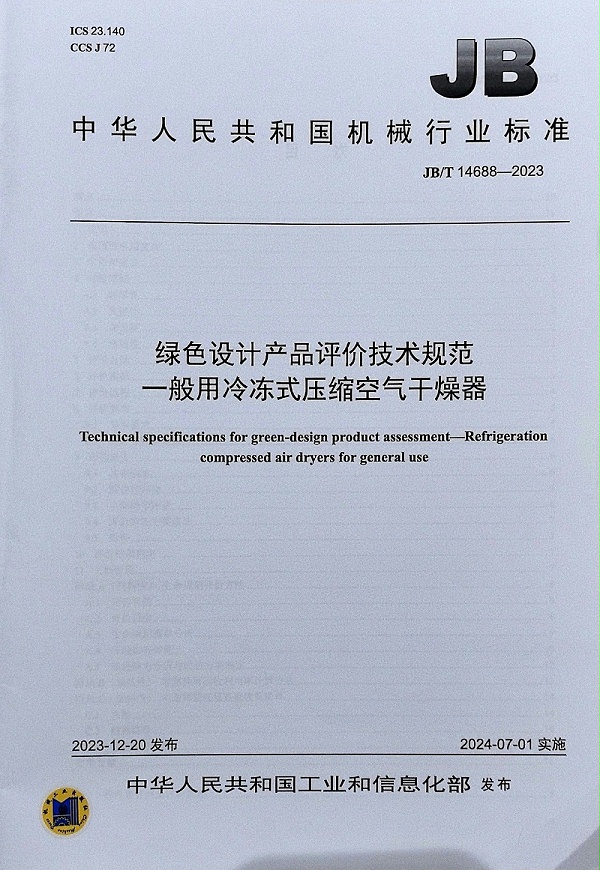 ICS 23.140
CCS J 72
JB
中华人民共和国机械行业标准
JB/T 14688—2023
绿色设计产品评价技术规范
一般用冷冻式压缩空气干燥器
Technical specifications for green-design product assessment—Refrigeration
compressed air dryers for general use
2023-12-20 发布
2024-07-01 实施
中华人民共和国工业和信息化部 发布